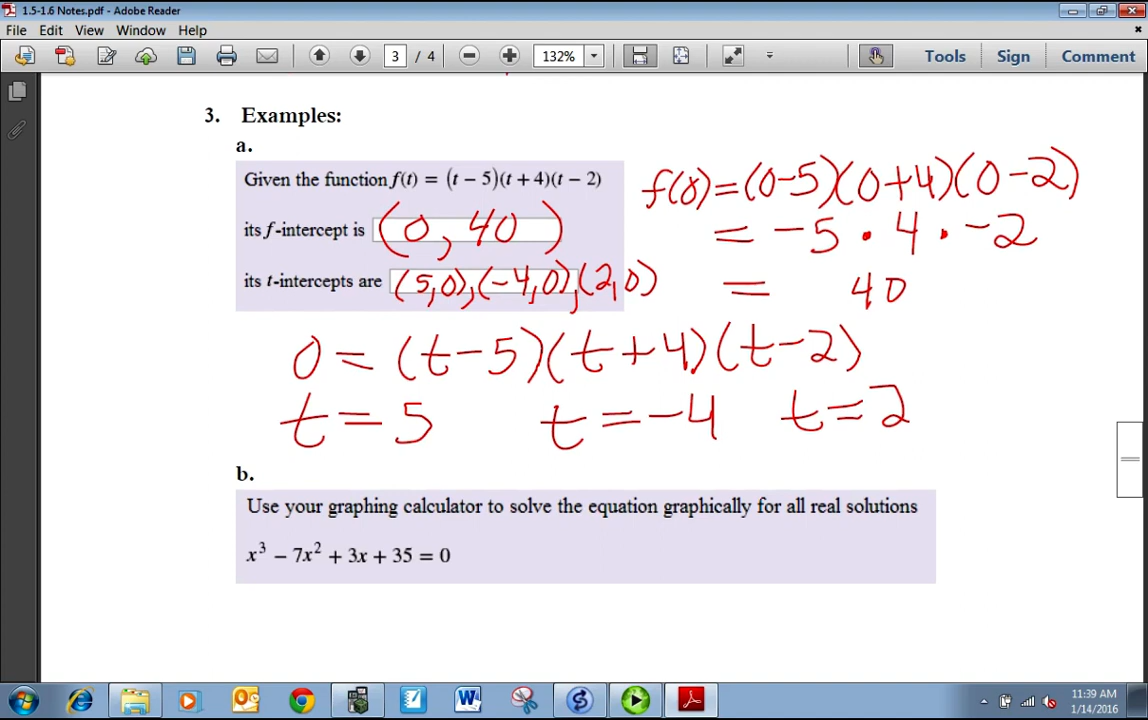 1.5-1.6 Notes.pdf - Adobe Reader
File Edit View Window Help
3 / 4 132% Tools Sign Comment
3. Examples:
a.
Given the function f(t) = (t − 5)(t + 4)(t − 2)
its f-intercept is (0, 40)
its t-intercepts are (5,0),(-4,0),(2,0)
f(0)=(0-5)(0+4)(0-2)
= -5 • 4 • -2
= 40
0 = (t-5)(t+4)(t-2)
t = 5 t = -4 t = 2
b.
Use your graphing calculator to solve the equation graphically for all real solutions
x³ − 7x² + 3x + 35 = 0
11:39 AM
1/14/2016